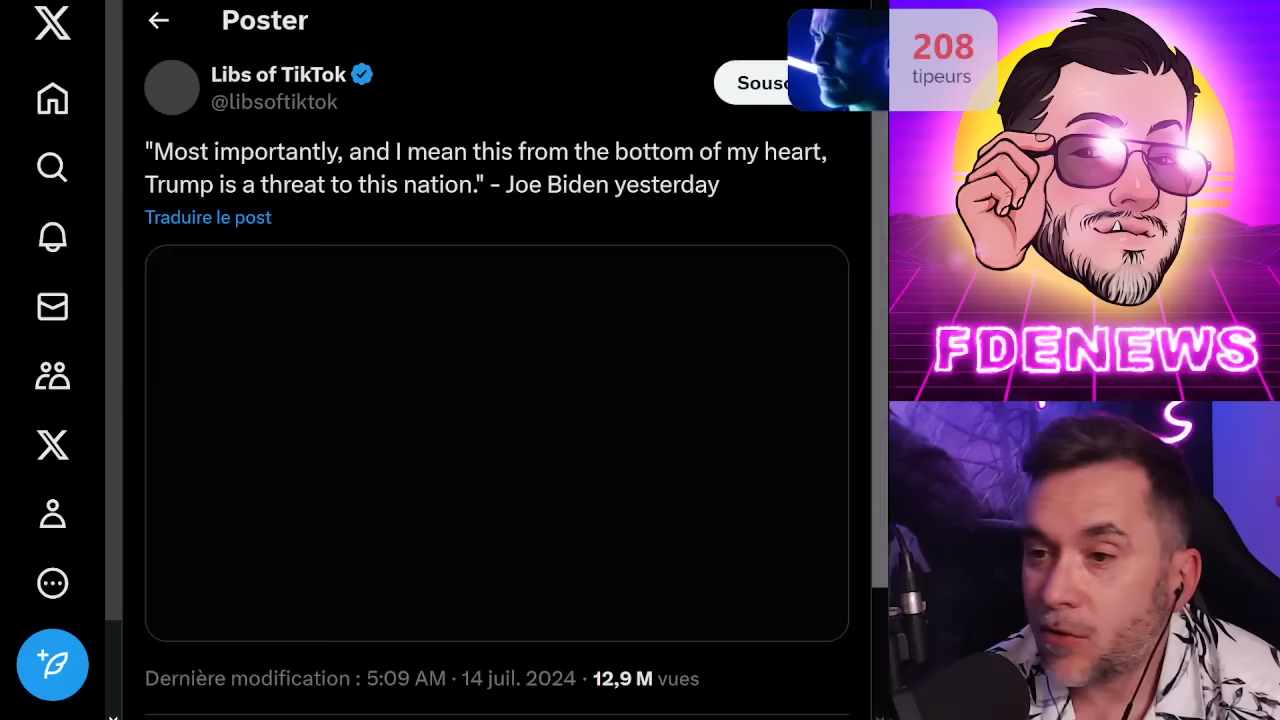 Poster
Libs of TikTok
@libsoftiktok
Sousc
208
tipeurs
"Most importantly, and I mean this from the bottom of my heart,
Trump is a threat to this nation." - Joe Biden yesterday
Traduire le post
FDENEWS
S
Dernière modification : 5:09 AM · 14 juil. 2024 · 12,9 M vues